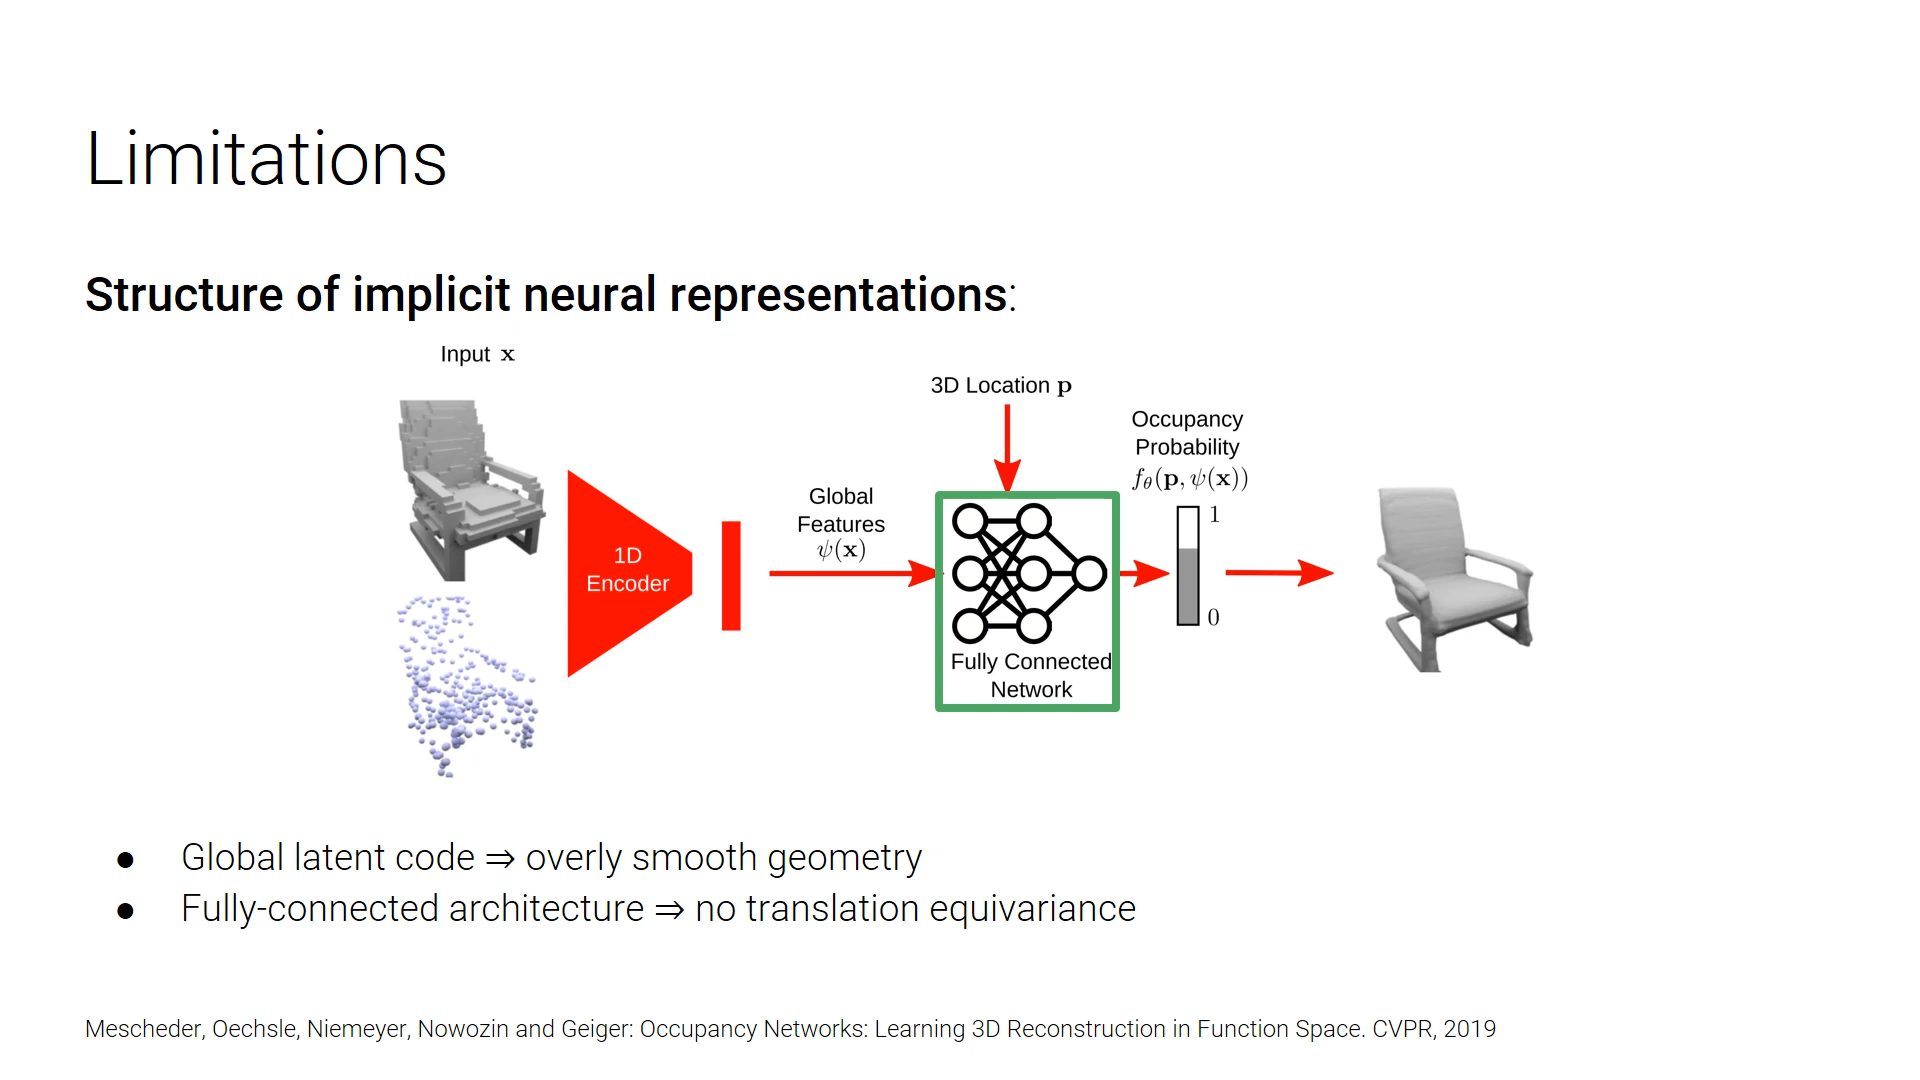 Limitations
Structure of implicit neural representations:
Input x
3D Location p
Occupancy
Probability
f_θ(p, ψ(x))
Global
Features
ψ(x)
1
0
1D
Encoder
Fully Connected
Network
● Global latent code ⇒ overly smooth geometry
● Fully-connected architecture ⇒ no translation equivariance
Mescheder, Oechsle, Niemeyer, Nowozin and Geiger: Occupancy Networks: Learning 3D Reconstruction in Function Space. CVPR, 2019